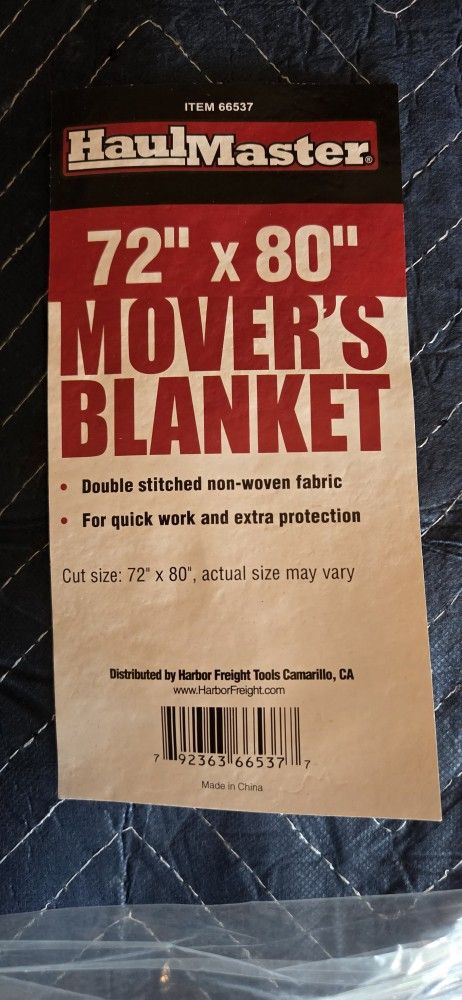 ITEM 66537
HaulMaster®
72" x 80"
MOVER'S
BLANKET
• Double stitched non-woven fabric
• For quick work and extra protection
Cut size: 72" x 80", actual size may vary
Distributed by Harbor Freight Tools Camarillo, CA
www.HarborFreight.com
7 92363 66537 7
Made in China